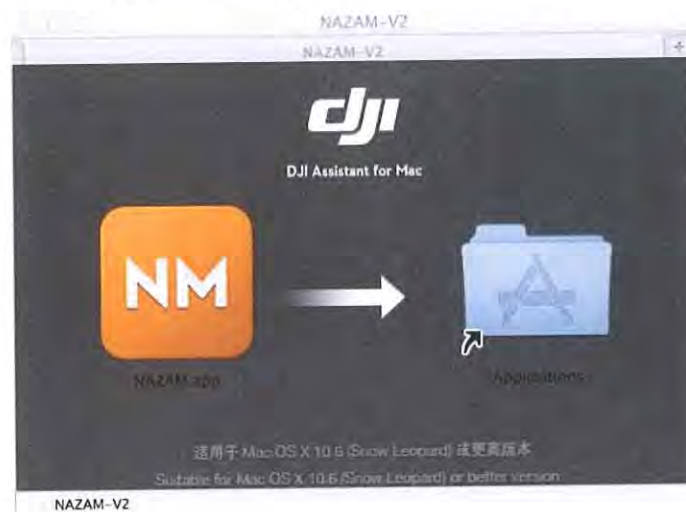 NAZAM-V2
NAZAM-V2
dji
DJI Assistant for Mac
NM
NAZAM.app
Applications
适用于 Mac OS X 10.6 (Snow Leopard) 或更高版本
Suitable for Mac OS X 10.6 (Snow Leopard) or better version
NAZAM-V2